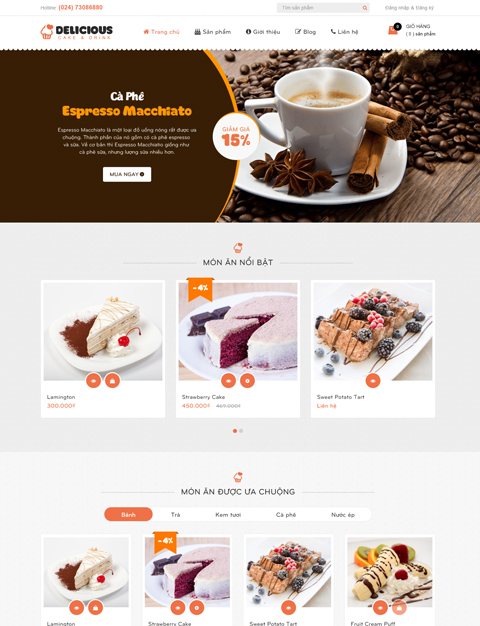 Hotline: (024) 73086880
Tìm sản phẩm
Đăng nhập & Đăng ký
DELICIOUS
CAKE & DRINK
Trang chủ
Sản phẩm
Giới thiệu
Blog
Liên hệ
0
GIỎ HÀNG
( 0 ) sản phẩm
Cà Phê
Espresso Macchiato
Espresso Macchiato là một loại đồ uống nóng rất được ưa
chuộng. Thành phần của nó gồm có cà phê espresso
và sữa. Về cơ bản thì Espresso Macchiato giống như
cà phê sữa, nhưng lượng sữa nhiều hơn.
MUA NGAY
GIẢM GIÁ
15%
MÓN ĂN NỔI BẬT
- 4%
Lamington
300.000₫
Strawberry Cake
450.000₫ 469.000₫
Sweet Potato Tart
Liên hệ
MÓN ĂN ĐƯỢC ƯA CHUỘNG
Bánh
Trà
Kem tươi
Cà phê
Nước ép
- 4%
Lamington
Strawberry Cake
Sweet Potato Tart
Fruit Cream Puff